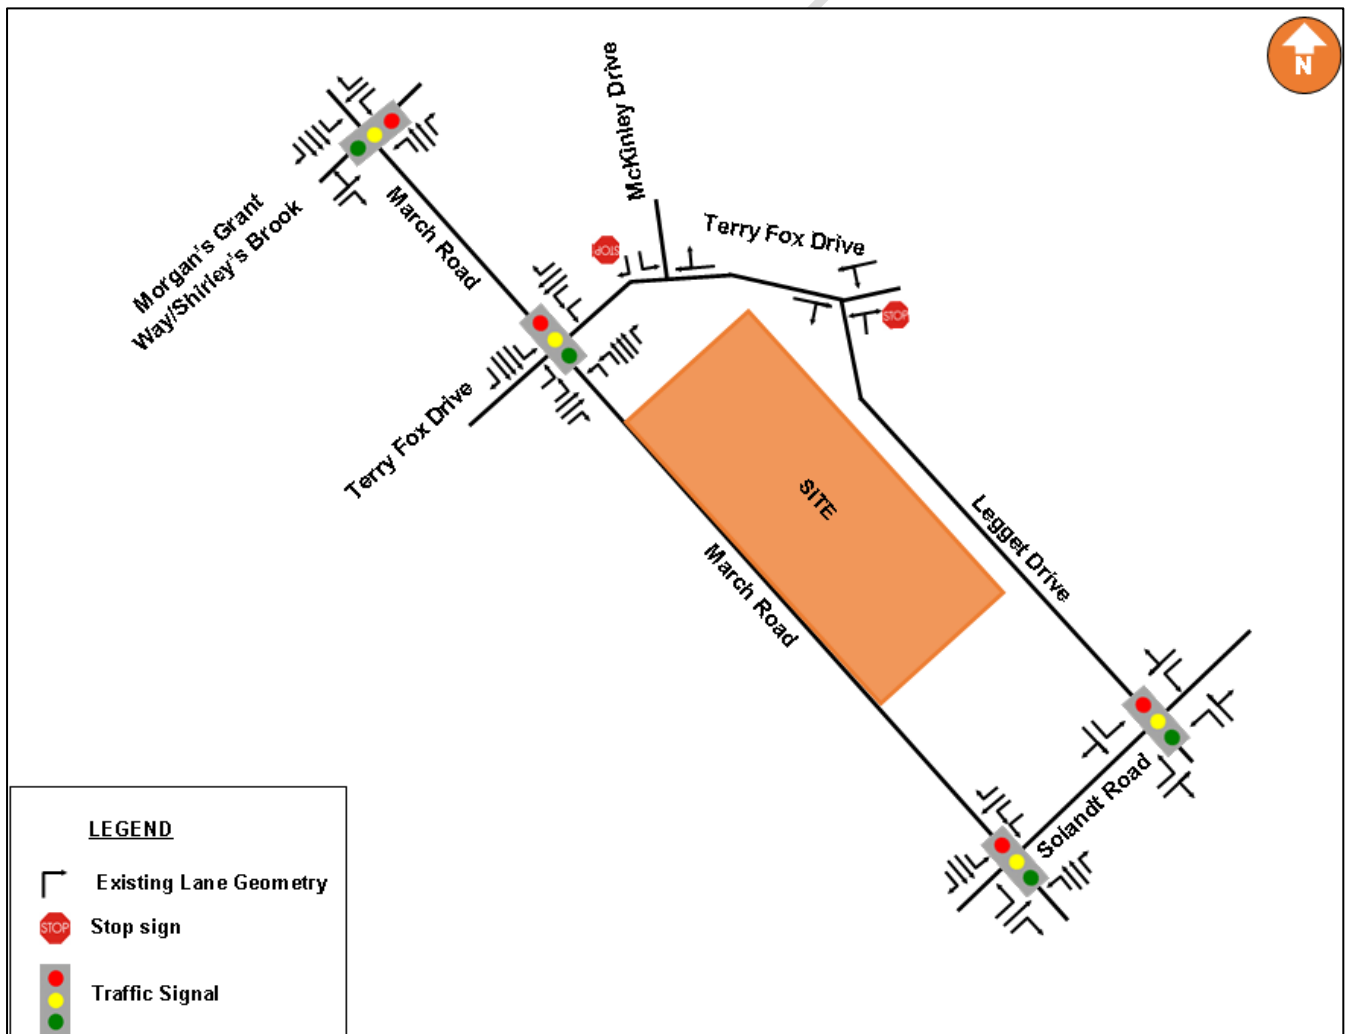 N
McKinley Drive
Terry Fox Drive
STOP
Morgan's Grant
Way/Shirley's Brook
March Road
STOP
Terry Fox Drive
SITE
Legget Drive
March Road
Solandt Road
LEGEND
Existing Lane Geometry
STOP
Stop sign
Traffic Signal